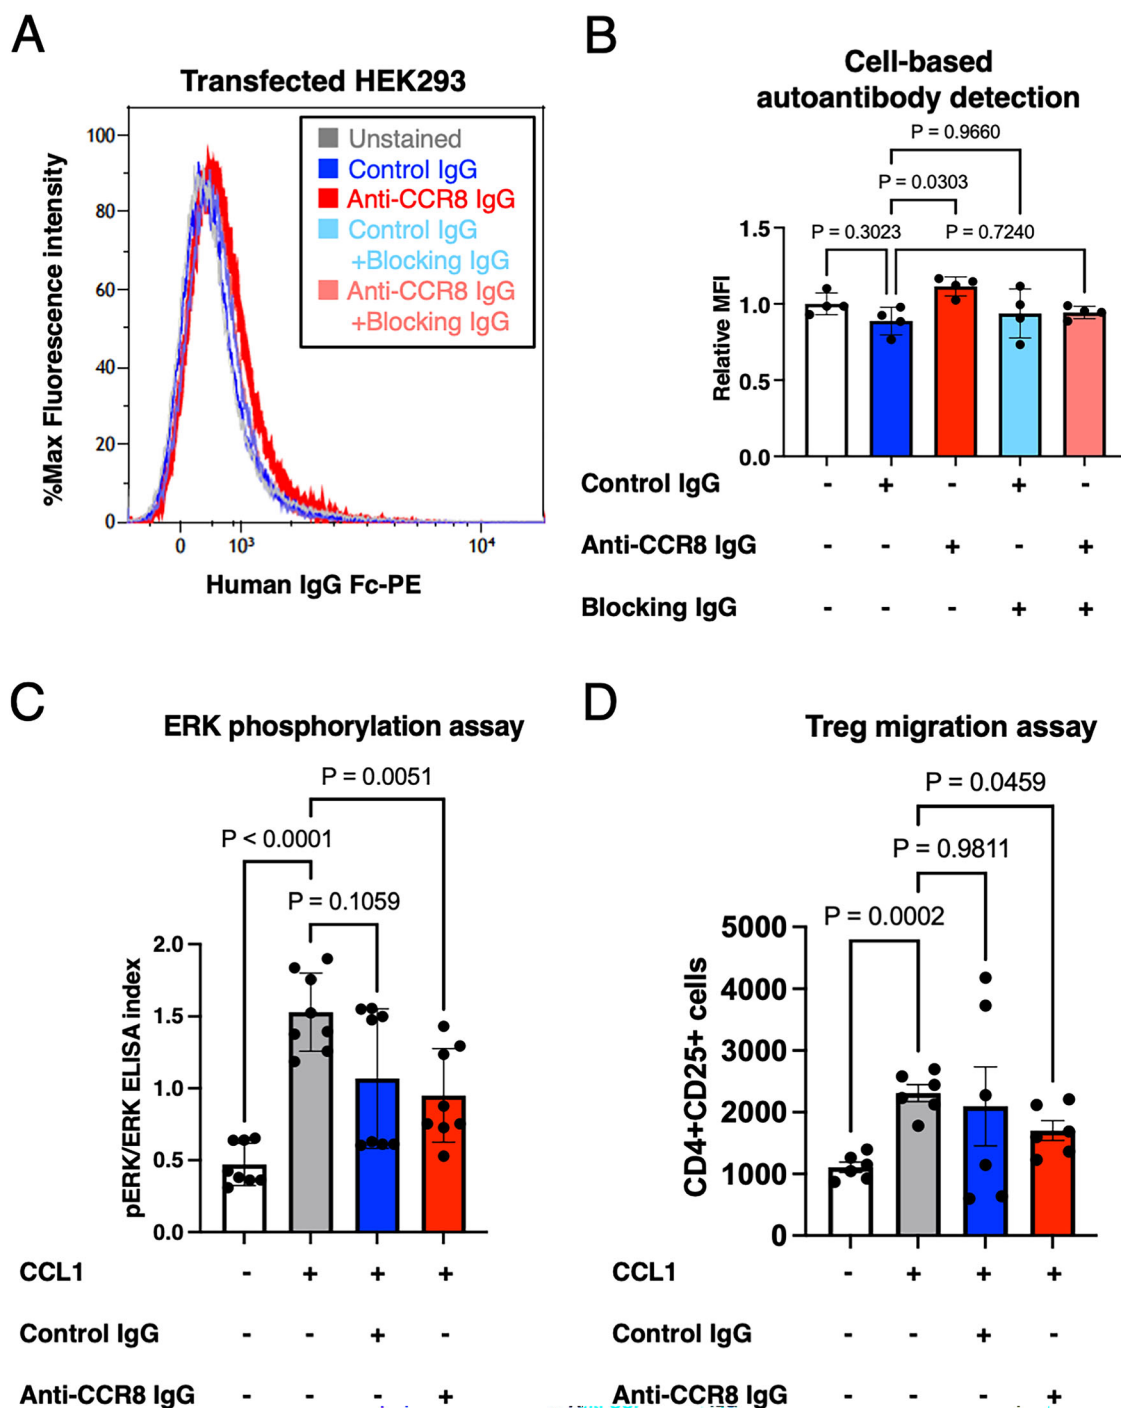 A
Transfected HEK293
%Max Fluorescence intensity
100
80
60
40
20
0
Unstained
Control IgG
Anti-CCR8 IgG
Control IgG
+Blocking IgG
Anti-CCR8 IgG
+Blocking IgG
0
10³
10⁴
Human IgG Fc-PE
B
Cell-based
autoantibody detection
P = 0.9660
P = 0.0303
P = 0.3023
P = 0.7240
Relative MFI
1.5
1.0
0.5
0.0
Control IgG - + - + -
Anti-CCR8 IgG - - + - +
Blocking IgG - - - + +
C
ERK phosphorylation assay
P = 0.0051
P < 0.0001
P = 0.1059
pERK/ERK ELISA index
2.0
1.5
1.0
0.5
0.0
CCL1 - + + +
Control IgG - - + -
Anti-CCR8 IgG - - - +
D
Treg migration assay
P = 0.0459
P = 0.9811
P = 0.0002
CD4+CD25+ cells
5000
4000
3000
2000
1000
0
CCL1 - + + +
Control IgG - - + -
Anti-CCR8 IgG - - - +